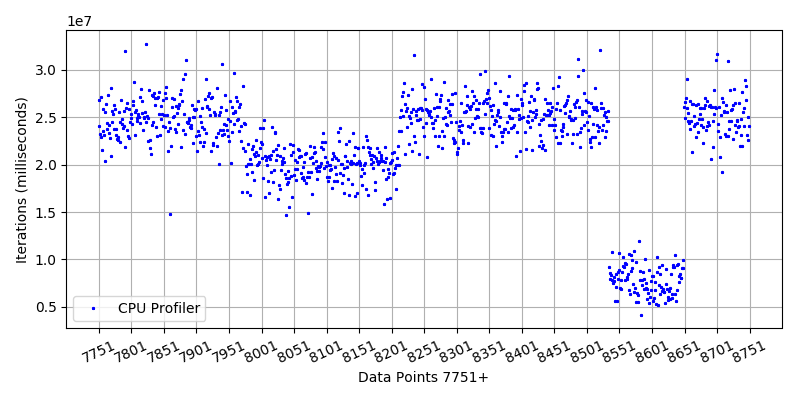 1e7
3.0
2.5
2.0
1.5
1.0
0.5
Iterations (milliseconds)
CPU Profiler
7751 7801 7851 7901 7951 8001 8051 8101 8151 8201 8251 8301 8351 8401 8451 8501 8551 8601 8651 8701 8751
Data Points 7751+